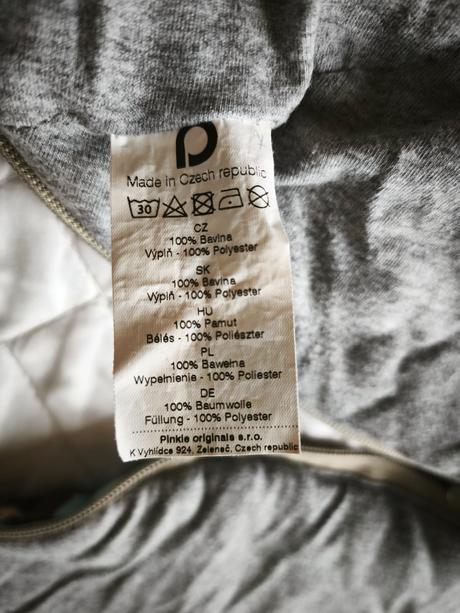 Made in Czech republic
30
CZ
100% Bavlna
Výplň - 100% Polyester
SK
100% Bavlna
Výplň - 100% Polyester
HU
100% Pamut
Bélés - 100% Poliészter
PL
100% Bawełna
Wypełnienie - 100% Poliester
DE
100% Baumwolle
Füllung - 100% Polyester
Pinkie originals s.r.o.
K Vyhlídce 924, Zeleneč, Czech republic